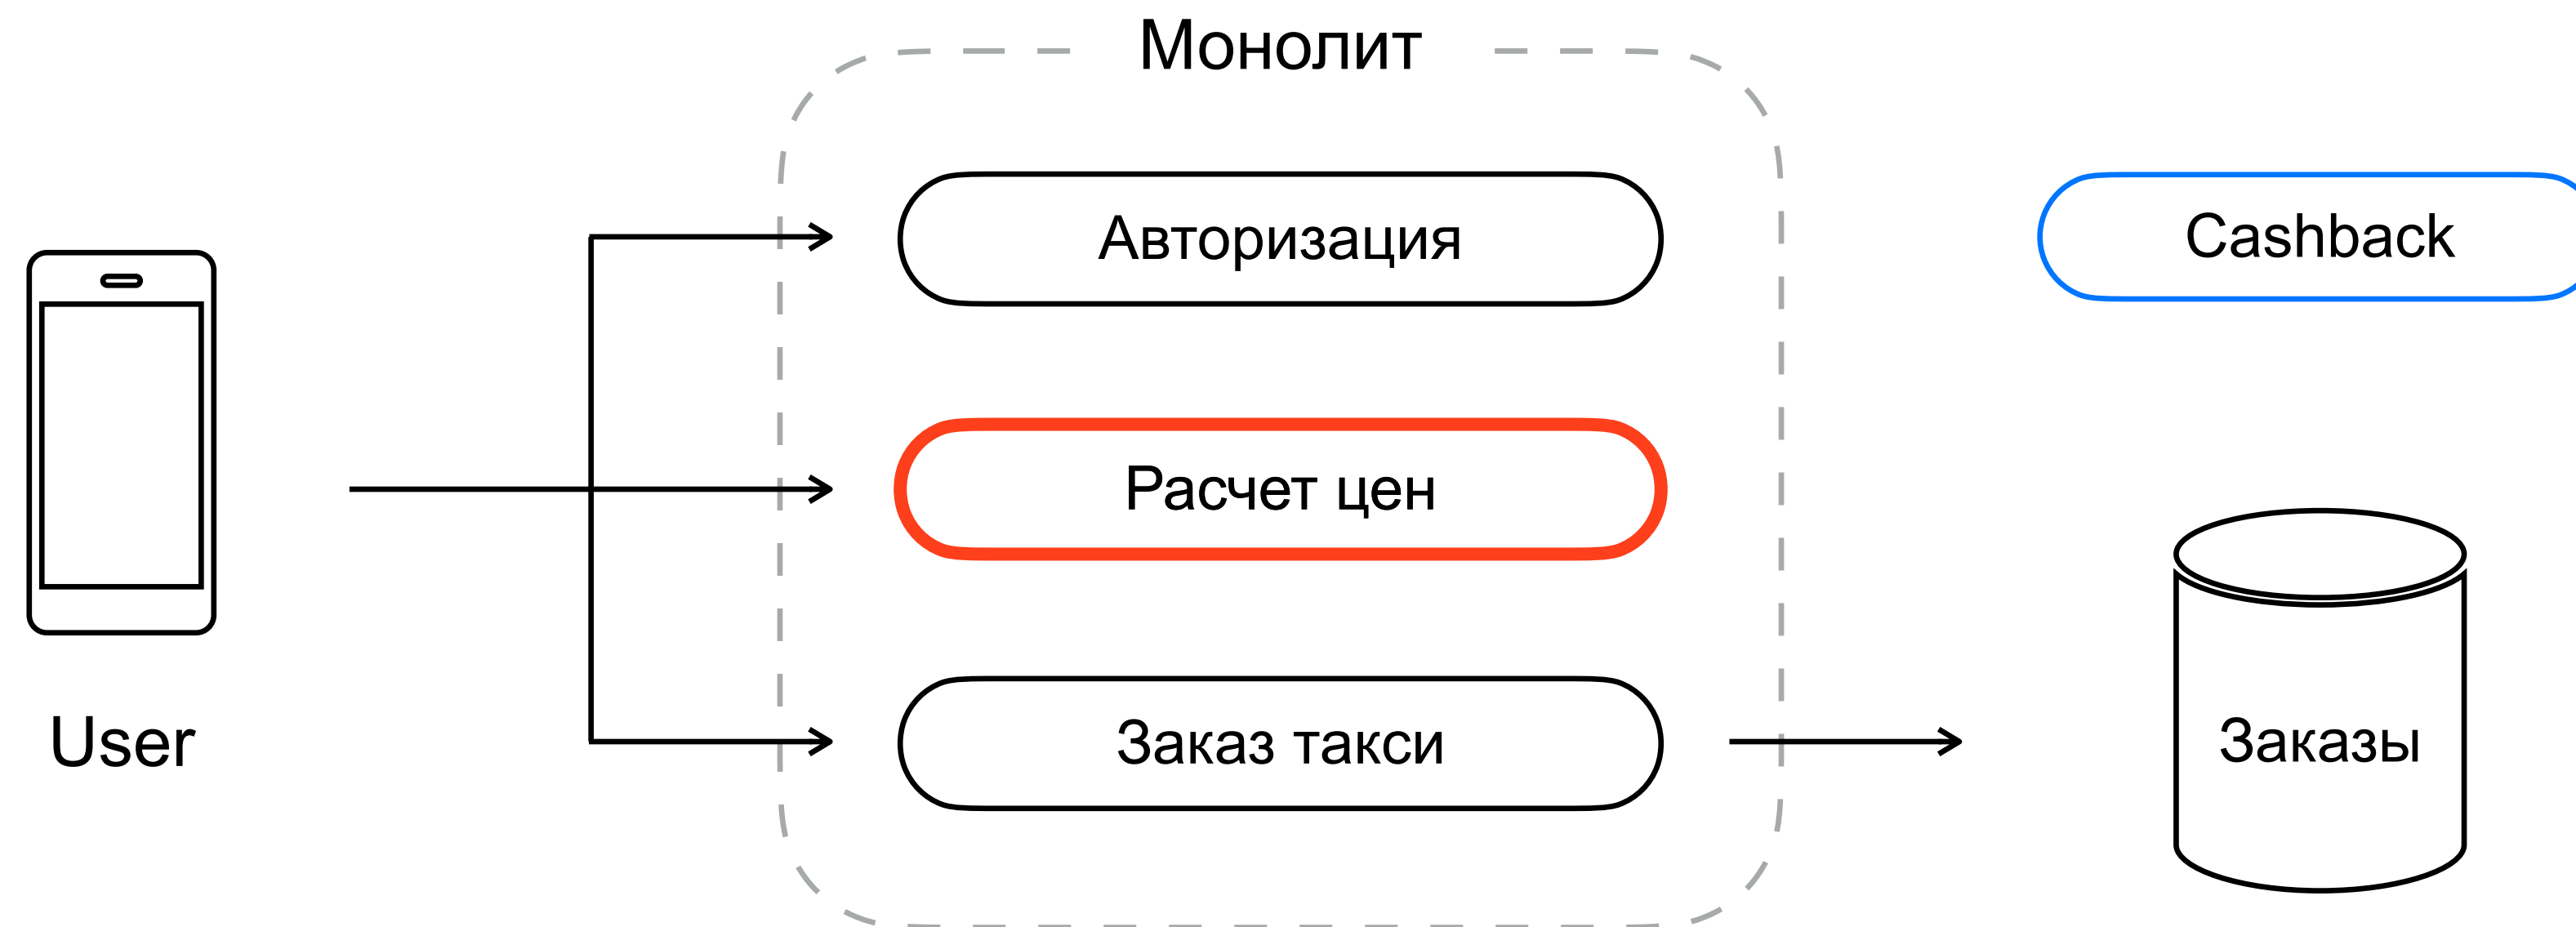 Монолит
Авторизация
Cashback
Расчет цен
User
Заказ такси
Заказы